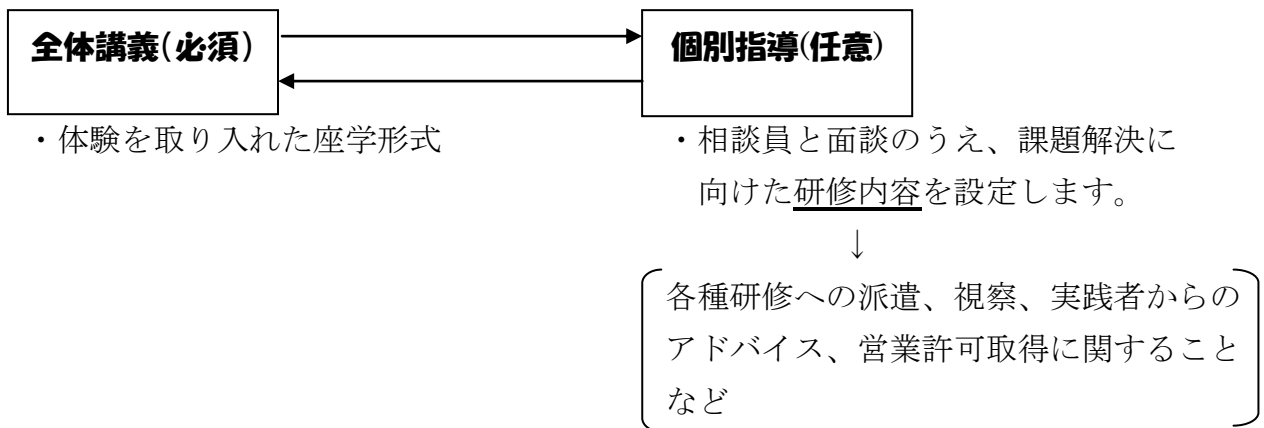 全体講義(必須)
個別指導(任意)
・体験を取り入れた座学形式
・相談員と面談のうえ、課題解決に
向けた研修内容を設定します。
↓
各種研修への派遣、視察、実践者からの
アドバイス、営業許可取得に関すること
など